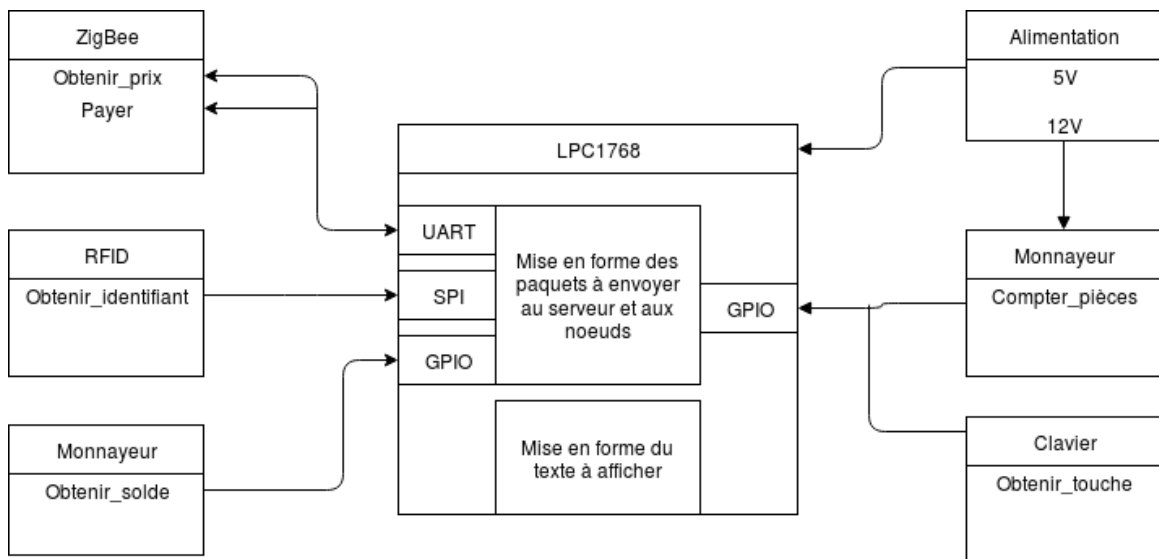 ZigBee
Obtenir_prix
Payer
RFID
Obtenir_identifiant
Monnayeur
Obtenir_solde
LPC1768
UART
SPI
GPIO
Mise en forme des
paquets à envoyer
au serveur et aux
noeuds
GPIO
Mise en forme du
texte à afficher
Alimentation
5V
12V
Monnayeur
Compter_pièces
Clavier
Obtenir_touche